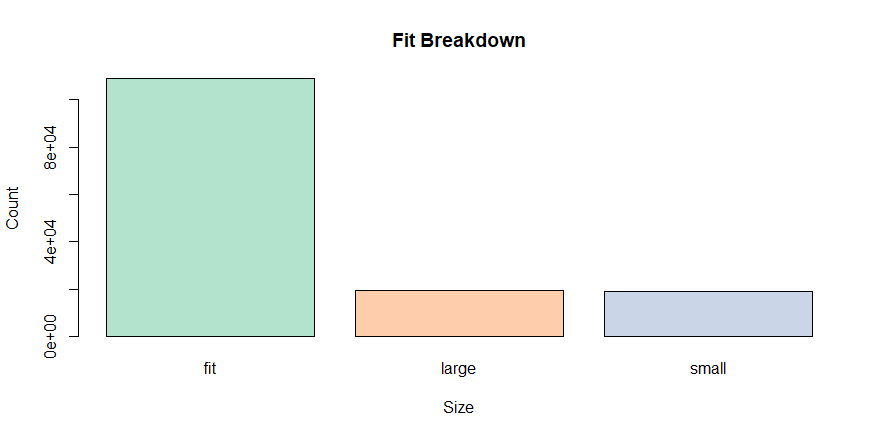 Fit Breakdown
8e+04
4e+04
0e+00
Count
fit large small
Size